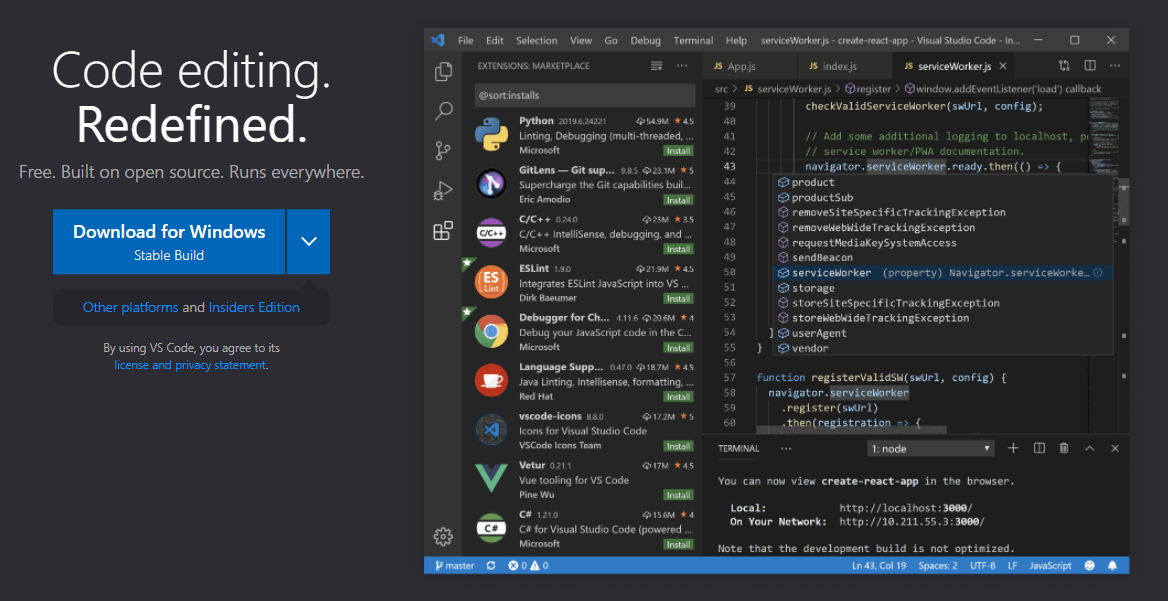 Code editing.
Redefined.
Free. Built on open source. Runs everywhere.
Download for Windows
Stable Build
Other platforms and Insiders Edition
By using VS Code, you agree to its
license and privacy statement.
File Edit Selection View Go Debug Terminal Help serviceWorker.js - create-react-app - Visual Studio Code - In...
EXTENSIONS: MARKETPLACE
@sort:installs
Python 2019.6.24221 54.9M ★ 4.5
Linting, Debugging (multi-threaded, ...
Microsoft Install
GitLens — Git sup... 9.8.5 23.1M ★ 5
Supercharge the Git capabilities buil...
Eric Amodio Install
C/C++
C/C++ 0.24.0 23M ★ 3.5
C/C++ IntelliSense, debugging, and ...
Microsoft Install
ES
Lint
ESLint 1.9.0 21.9M ★ 4.5
Integrates ESLint JavaScript into VS ...
Dirk Baeumer Install
Debugger for Ch... 4.11.6 20.6M ★ 4
Debug your JavaScript code in the C...
Microsoft Install
Language Supp... 0.47.0 18.7M ★ 4.5
Java Linting, Intellisense, formatting, ...
Red Hat Install
vscode-icons 8.8.0 17.2M ★ 5
Icons for Visual Studio Code
VSCode Icons Team Install
Vetur 0.21.1 17M ★ 4.5
Vue tooling for VS Code
Pine Wu Install
C#
C# 1.21.0 15.6M ★ 4
C# for Visual Studio Code (powered ...
Microsoft Install
JS App.js JS index.js JS serviceWorker.js
src > JS serviceWorker.js > register > window.addEventListener('load') callback
39 checkValidServiceWorker(swUrl, config);
40
41 // Add some additional logging to localhost, po
42 // service worker/PWA documentation.
43 navigator.serviceWorker.ready.then(() => {
44 product
45 productSub
46 removeSiteSpecificTrackingException
47 removeWebWideTrackingException
48 requestMediaKeySystemAccess
49 sendBeacon
50 serviceWorker (property) Navigator.serviceWorke...
51 storage
52 storeSiteSpecificTrackingException
53 storeWebWideTrackingException
54 } userAgent
55 } vendor
56
57 function registerValidSW(swUrl, config) {
58 navigator.serviceWorker
59 .register(swUrl)
60 .then(registration => {
TERMINAL ... 1: node
You can now view create-react-app in the browser.
Local: http://localhost:3000/
On Your Network: http://10.211.55.3:3000/
Note that the development build is not optimized.
master 0 0 Ln 43, Col 19 Spaces: 2 UTF-8 LF JavaScript